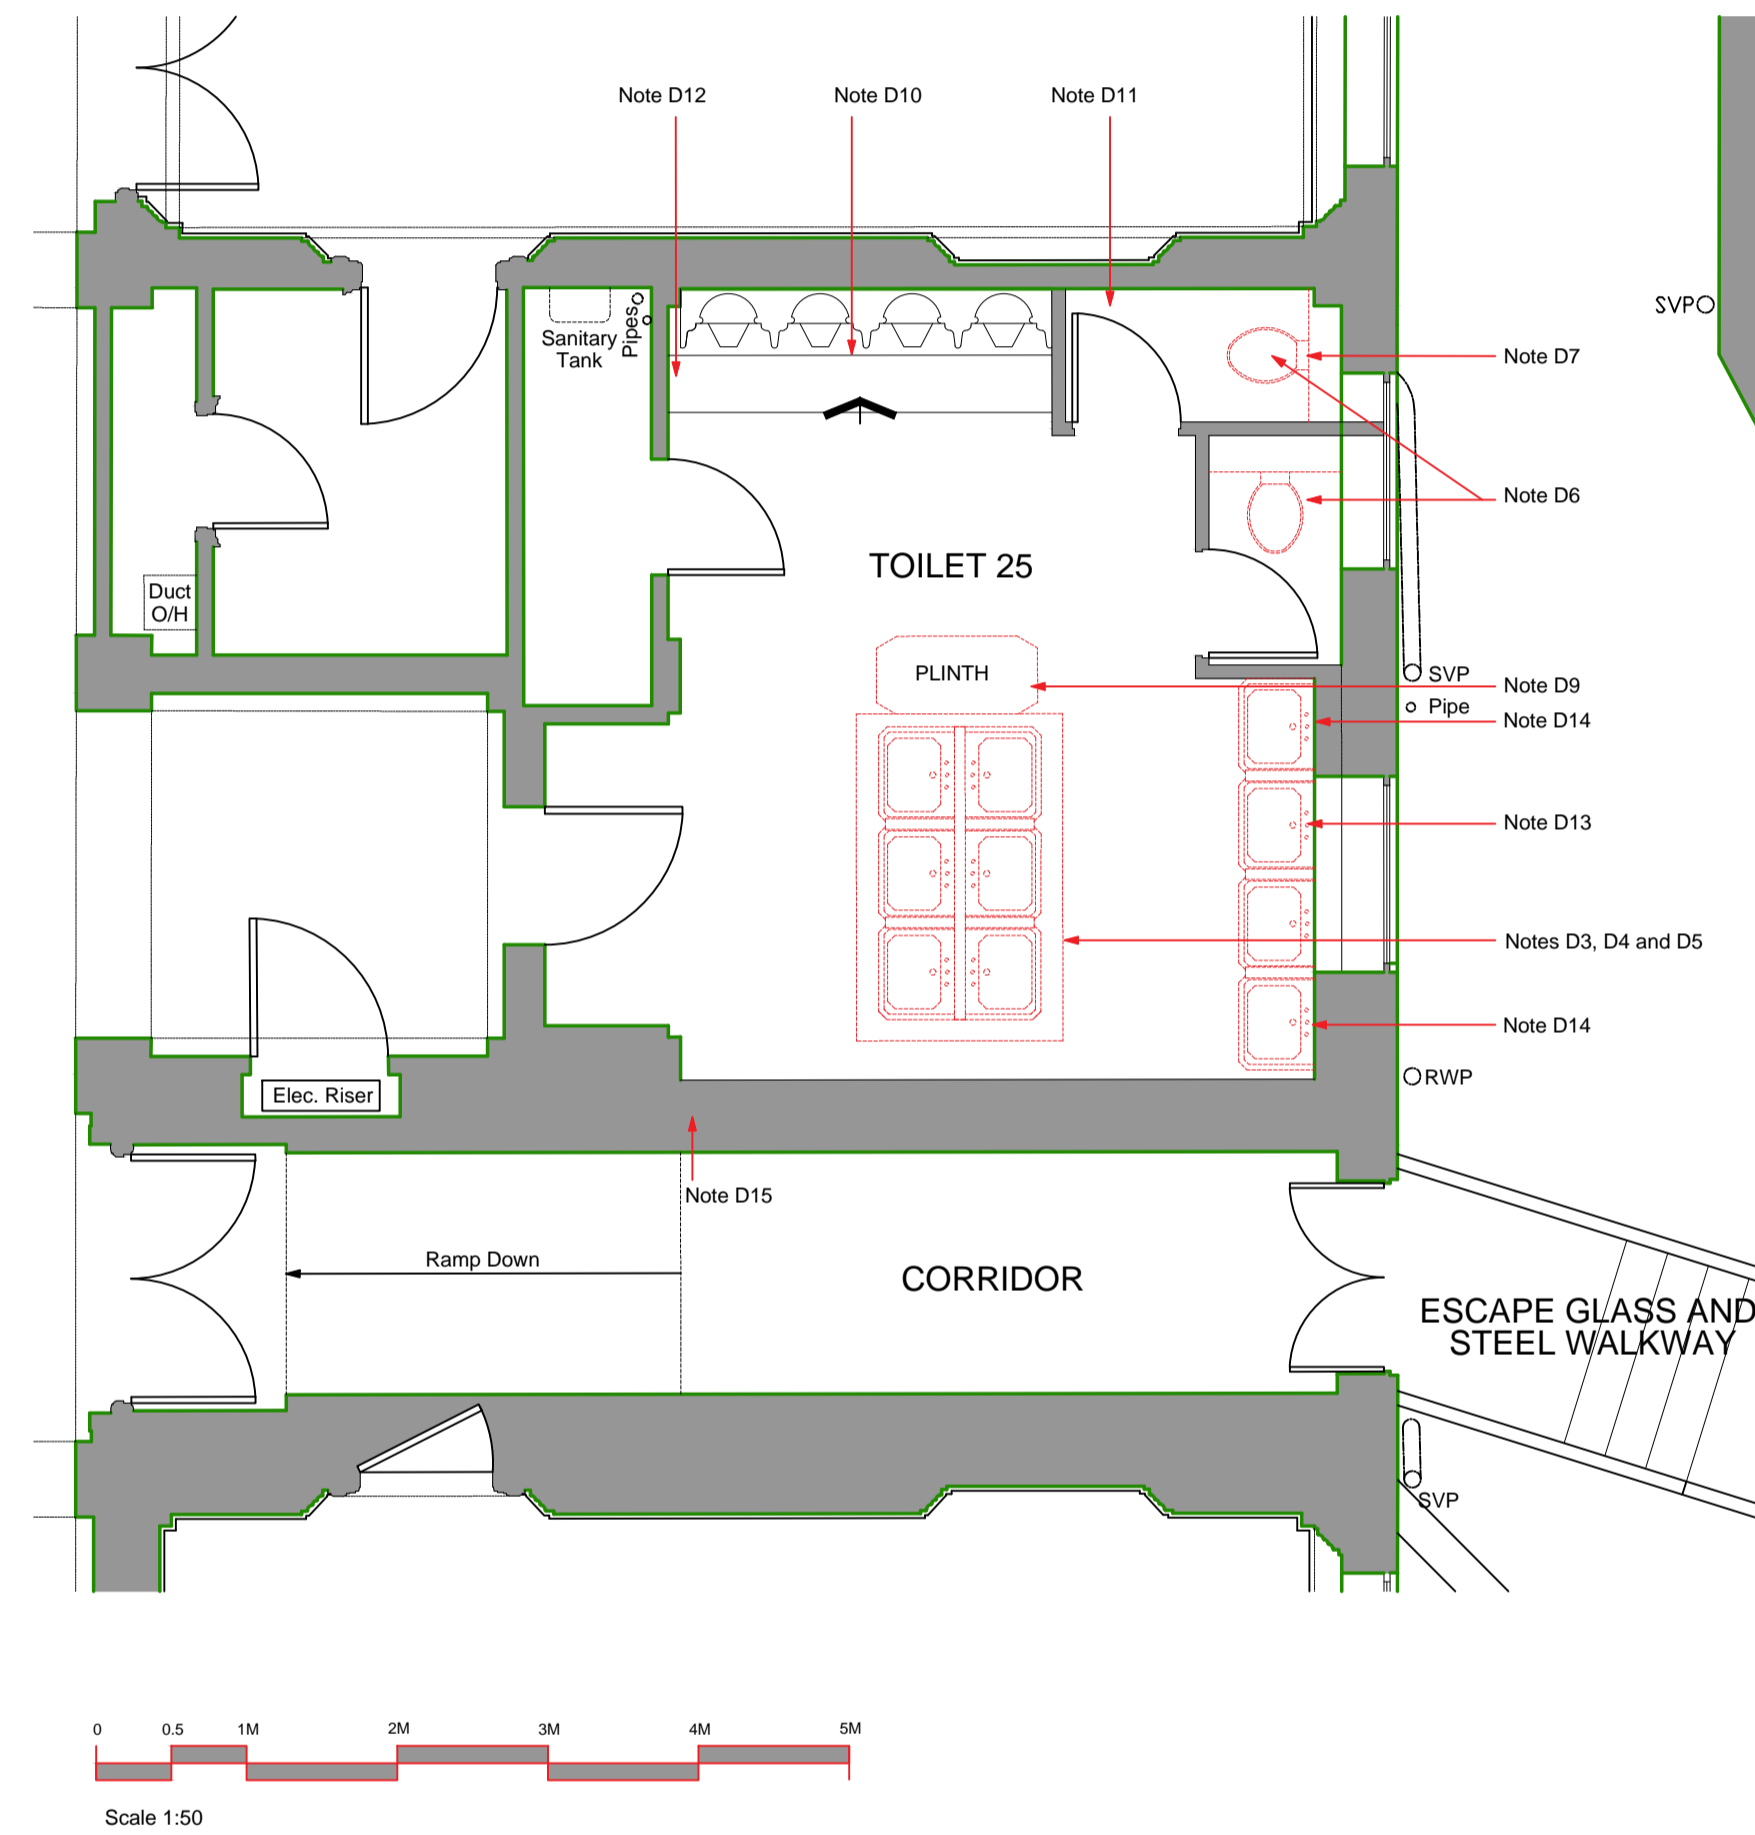 Note D12
Note D10
Note D11
SVP
Sanitary
Tank
Pipes
Note D7
Note D6
TOILET 25
Duct
O/H
PLINTH
SVP
Note D9
Pipe
Note D14
Note D13
Notes D3, D4 and D5
Note D14
RWP
Elec. Riser
Note D15
Ramp Down
CORRIDOR
ESCAPE GLASS AND
STEEL WALKWAY
SVP
0 0.5 1M 2M 3M 4M 5M
Scale 1:50